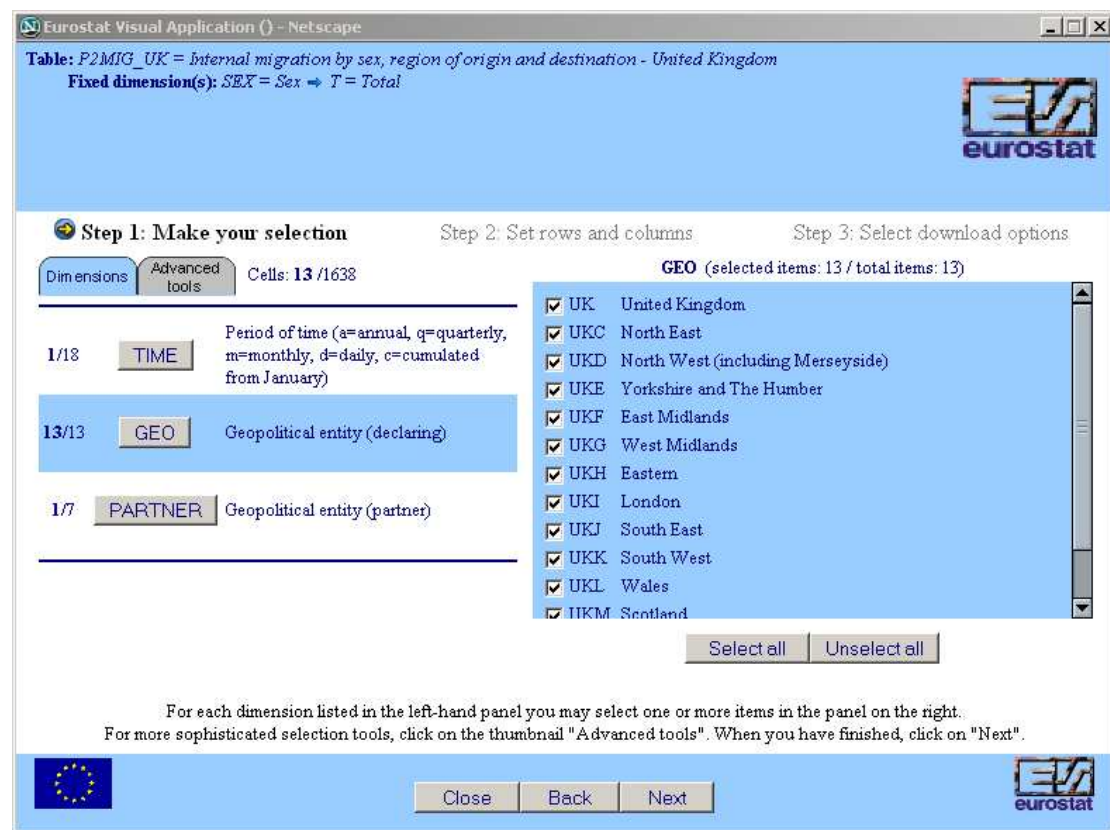 Eurostat Visual Application () - Netscape
Table: P2MIG_UK = Internal migration by sex, region of origin and destination - United Kingdom
Fixed dimension(s): SEX = Sex ⇒ T = Total
eurostat
Step 1: Make your selection
Step 2: Set rows and columns
Step 3: Select download options
Dimensions
Advanced tools
Cells: 13 /1638
1/18 TIME Period of time (a=annual, q=quarterly,
m=monthly, d=daily, c=cumulated
from January)
13/13 GEO Geopolitical entity (declaring)
1/7 PARTNER Geopolitical entity (partner)
GEO (selected items: 13 / total items: 13)
UK United Kingdom
UKC North East
UKD North West (including Merseyside)
UKE Yorkshire and The Humber
UKF East Midlands
UKG West Midlands
UKH Eastern
UKI London
UKJ South East
UKK South West
UKL Wales
UKM Scotland
Select all Unselect all
For each dimension listed in the left-hand panel you may select one or more items in the panel on the right.
For more sophisticated selection tools, click on the thumbnail "Advanced tools". When you have finished, click on "Next".
Close Back Next
eurostat